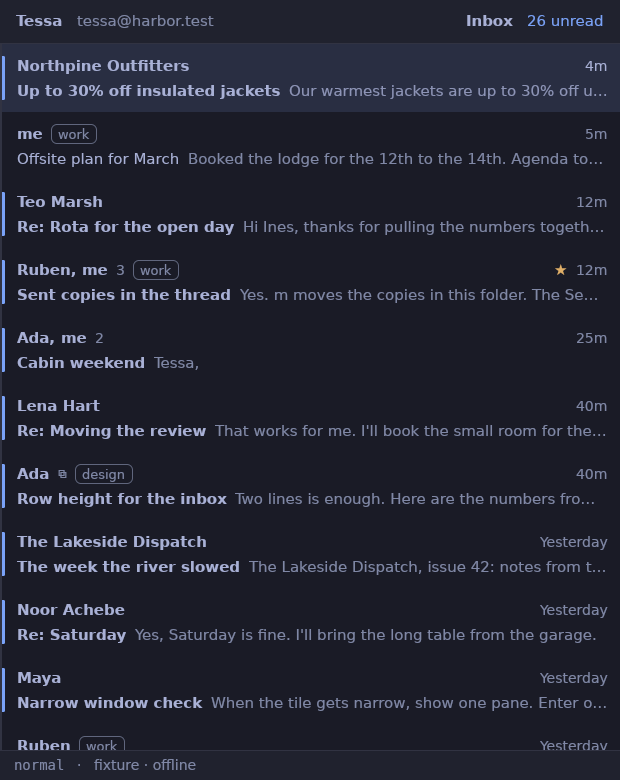 Tessa tessa@harbor.test Inbox 26 unread
Northpine Outfitters 4m
Up to 30% off insulated jackets Our warmest jackets are up to 30% off u…
me work 5m
Offsite plan for March Booked the lodge for the 12th to the 14th. Agenda to…
Teo Marsh 12m
Re: Rota for the open day Hi Ines, thanks for pulling the numbers togeth…
Ruben, me 3 work ★ 12m
Sent copies in the thread Yes. m moves the copies in this folder. The Se…
Ada, me 2 25m
Cabin weekend Tessa,
Lena Hart 40m
Re: Moving the review That works for me. I'll book the small room for the…
Ada design 40m
Row height for the inbox Two lines is enough. Here are the numbers fro…
The Lakeside Dispatch Yesterday
The week the river slowed The Lakeside Dispatch, issue 42: notes from t…
Noor Achebe Yesterday
Re: Saturday Yes, Saturday is fine. I'll bring the long table from the garage.
Maya Yesterday
Narrow window check When the tile gets narrow, show one pane. Enter o…
Ruben work Yesterday
normal · fixture · offline